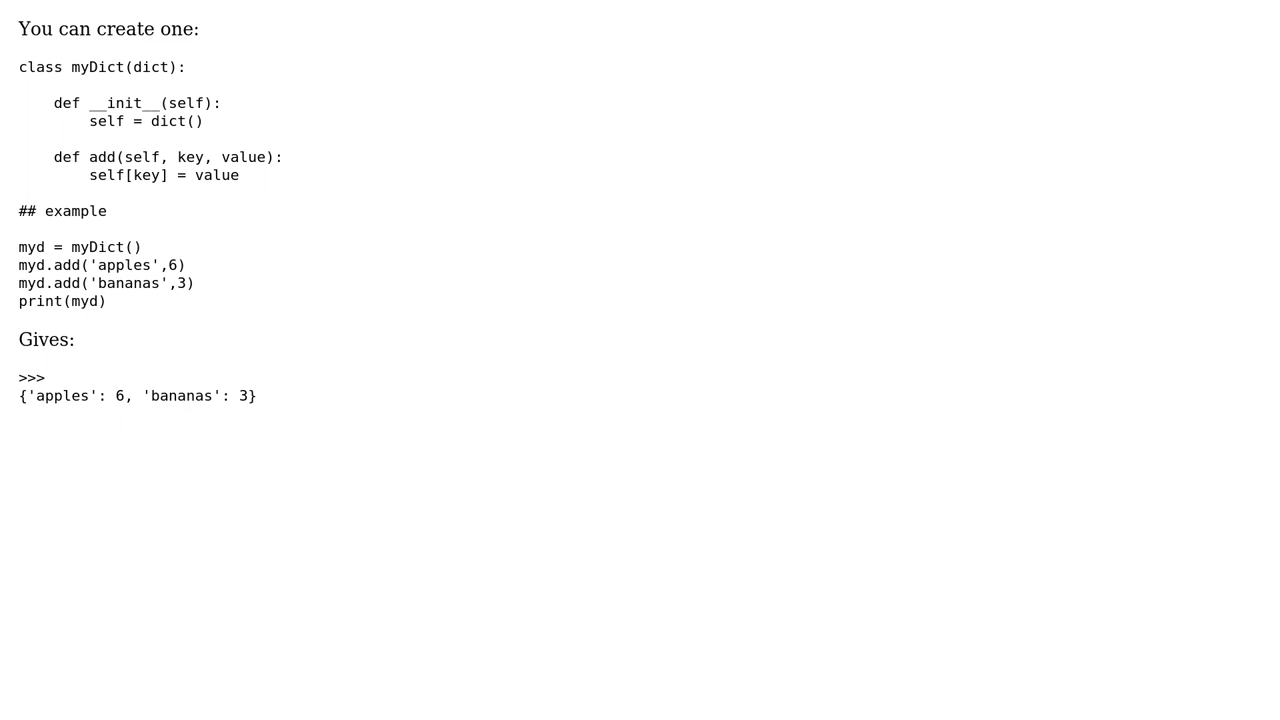 You can create one:
class myDict(dict):
    def __init__(self):
        self = dict()
    def add(self, key, value):
        self[key] = value
## example
myd = myDict()
myd.add('apples',6)
myd.add('bananas',3)
print(myd)
Gives:
>>>
{'apples': 6, 'bananas': 3}